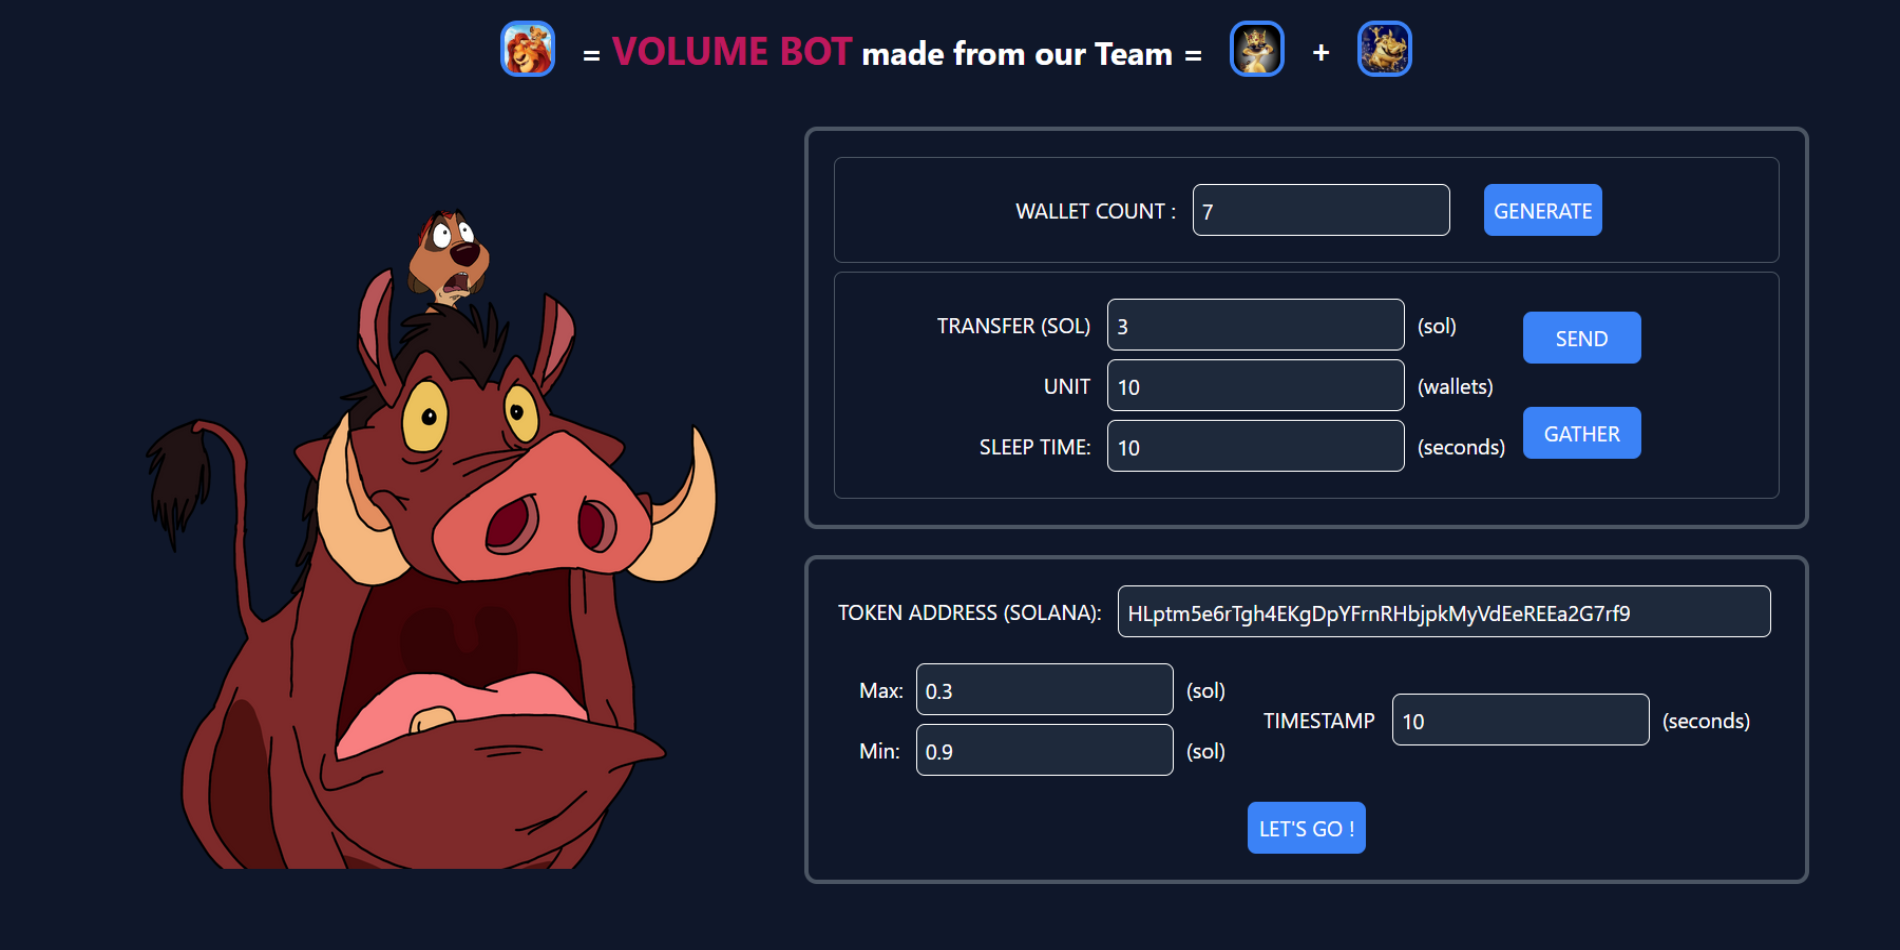 = VOLUME BOT made from our Team = +
WALLET COUNT : 7 GENERATE
TRANSFER (SOL) 3 (sol) SEND
UNIT 10 (wallets)
GATHER
SLEEP TIME: 10 (seconds)
TOKEN ADDRESS (SOLANA): HLptm5e6rTgh4EKgDpYFrnRHbjpkMyVdEeREEa2G7rf9
Max: 0.3 (sol)
TIMESTAMP 10 (seconds)
Min: 0.9 (sol)
LET'S GO !